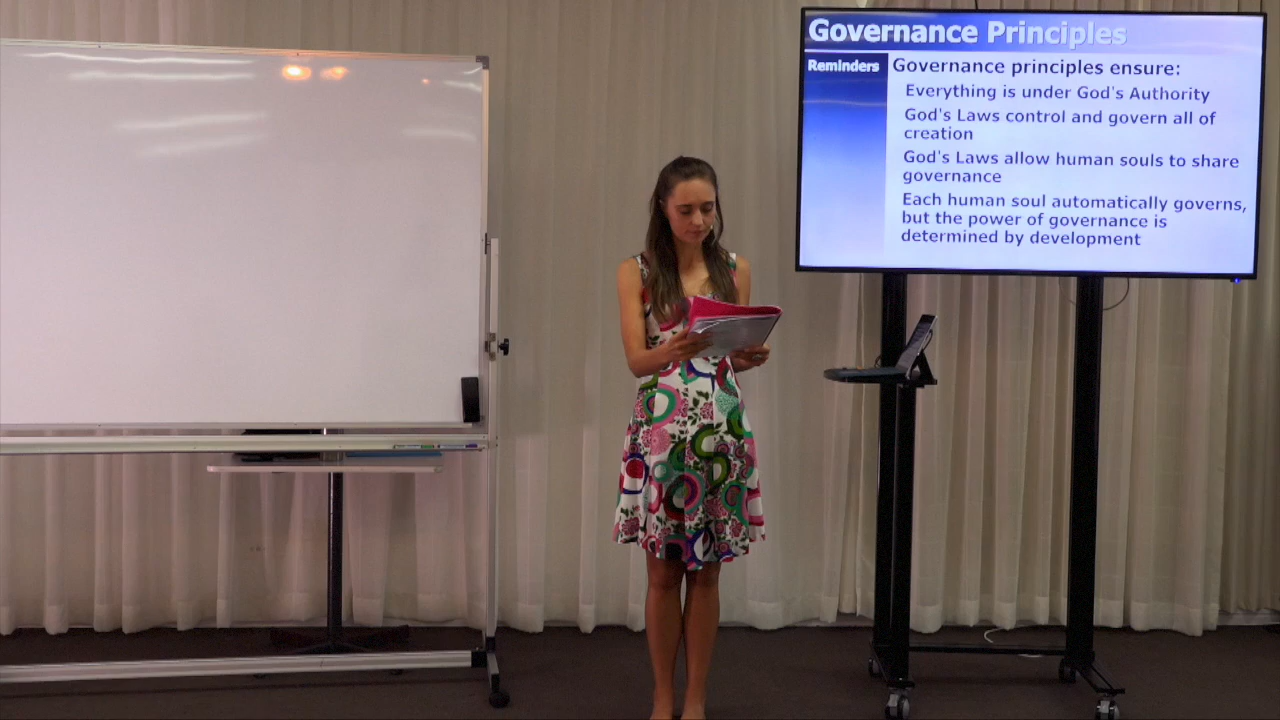 Governance Principles
Reminders
Governance principles ensure:
Everything is under God's Authority
God's Laws control and govern all of
creation
God's Laws allow human souls to share
governance
Each human soul automatically governs,
but the power of governance is
determined by development